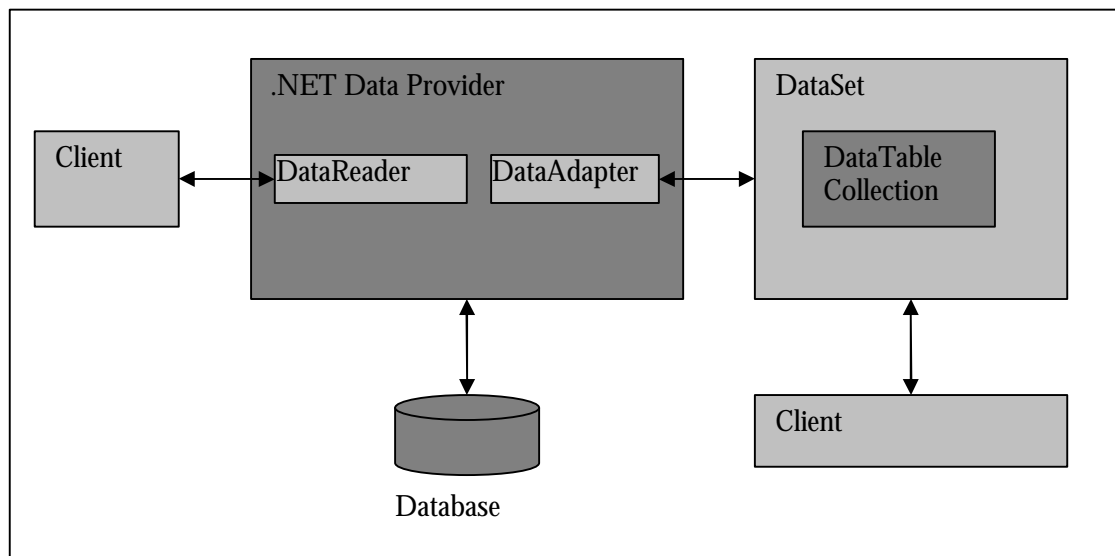 .NET Data Provider
DataSet
Client
DataReader
DataAdapter
DataTable
Collection
Client
Database